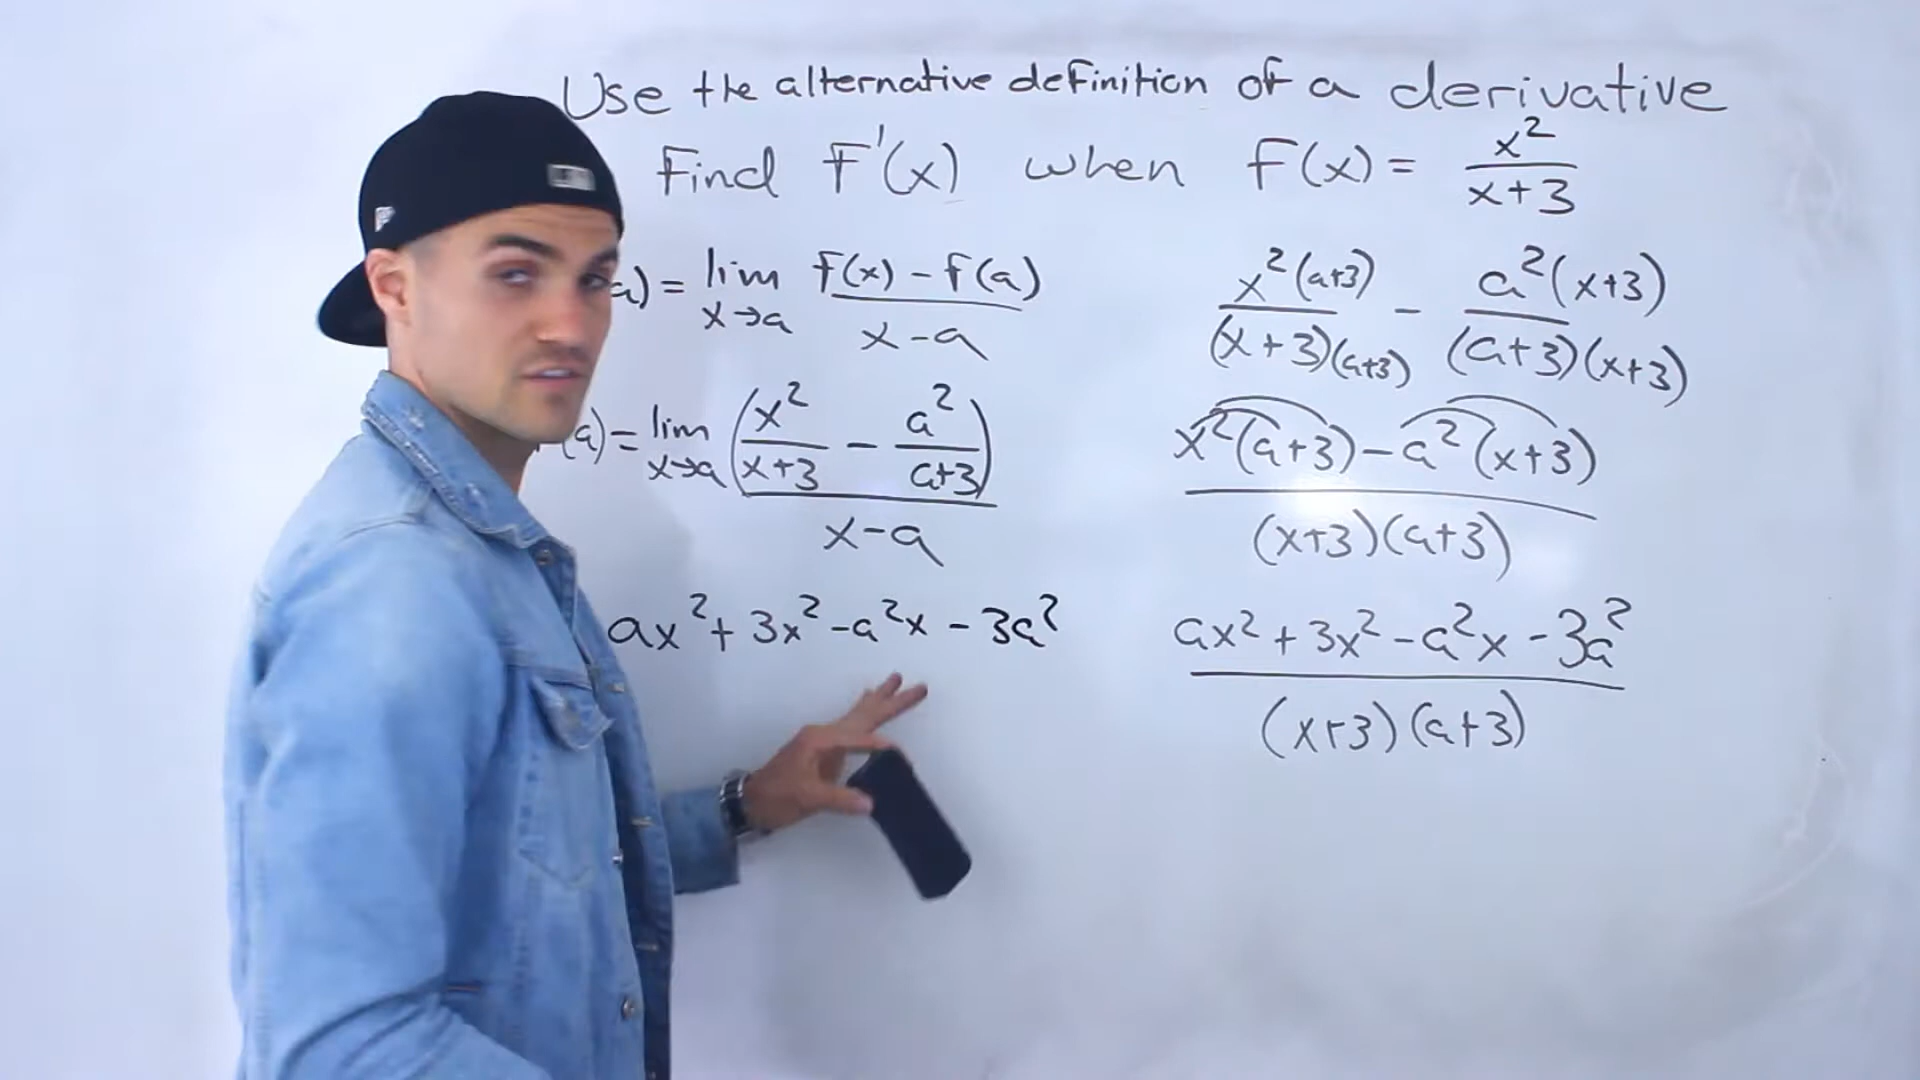 Use the alternative definition of a derivative
Find F'(x) when F(x) = x²/(x+3)
a) = lim x→a (f(x) - f(a))/(x-a)
(a) = lim x→a (x²/(x+3) - a²/(a+3))/(x-a)
ax² + 3x² - a²x - 3a²
x²(a+3)/((x+3)(a+3)) - a²(x+3)/((a+3)(x+3))
(x²(a+3) - a²(x+3))/((x+3)(a+3))
(ax² + 3x² - a²x - 3a²)/((x+3)(a+3))